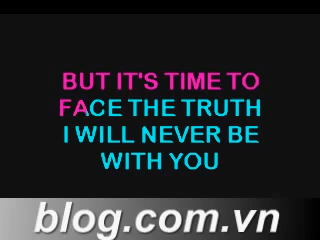 BUT IT'S TIME TO
FACE THE TRUTH
I WILL NEVER BE
WITH YOU
blog.com.vn